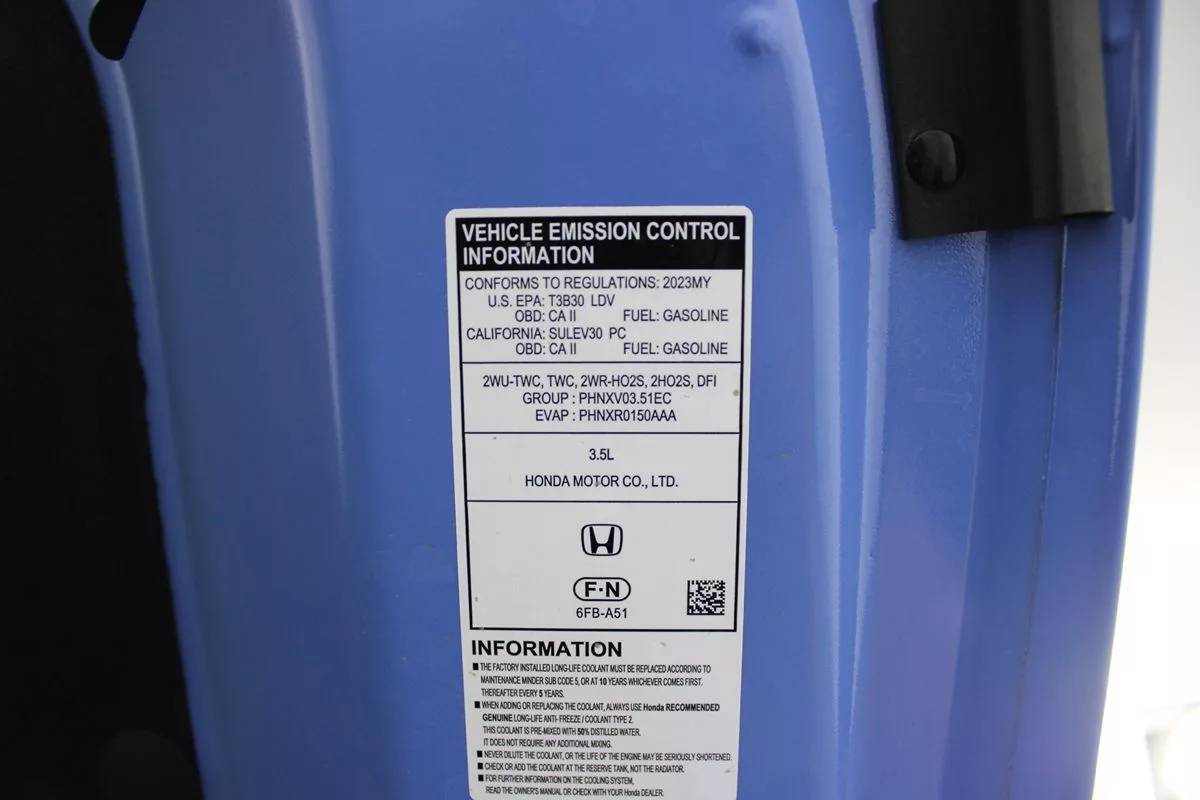 VEHICLE EMISSION CONTROL
INFORMATION
CONFORMS TO REGULATIONS: 2023MY
U.S. EPA: T3B30 LDV
OBD: CA II FUEL: GASOLINE
CALIFORNIA: SULEV30 PC
OBD: CA II FUEL: GASOLINE
2WU-TWC, TWC, 2WR-HO2S, 2HO2S, DFI
GROUP : PHNXV03.51EC
EVAP : PHNXR0150AAA
3.5L
HONDA MOTOR CO., LTD.
F·N
6FB-A51
INFORMATION
■ THE FACTORY INSTALLED LONG-LIFE COOLANT MUST BE REPLACED ACCORDING TO
MAINTENANCE MINDER SUB CODE 5, OR AT 10 YEARS WHICHEVER COMES FIRST.
THEREAFTER EVERY 5 YEARS.
■ WHEN ADDING OR REPLACING THE COOLANT, ALWAYS USE Honda RECOMMENDED
GENUINE LONG-LIFE ANTI-FREEZE / COOLANT TYPE 2.
THIS COOLANT IS PRE-MIXED WITH 50% DISTILLED WATER.
IT DOES NOT REQUIRE ANY ADDITIONAL MIXING.
■ NEVER DILUTE THE COOLANT, OR THE LIFE OF THE ENGINE MAY BE SERIOUSLY SHORTENED.
■ CHECK OR ADD THE COOLANT AT THE RESERVE TANK, NOT THE RADIATOR.
■ FOR FURTHER INFORMATION ON THE COOLING SYSTEM,
READ THE OWNER'S MANUAL OR CHECK WITH YOUR Honda DEALER.